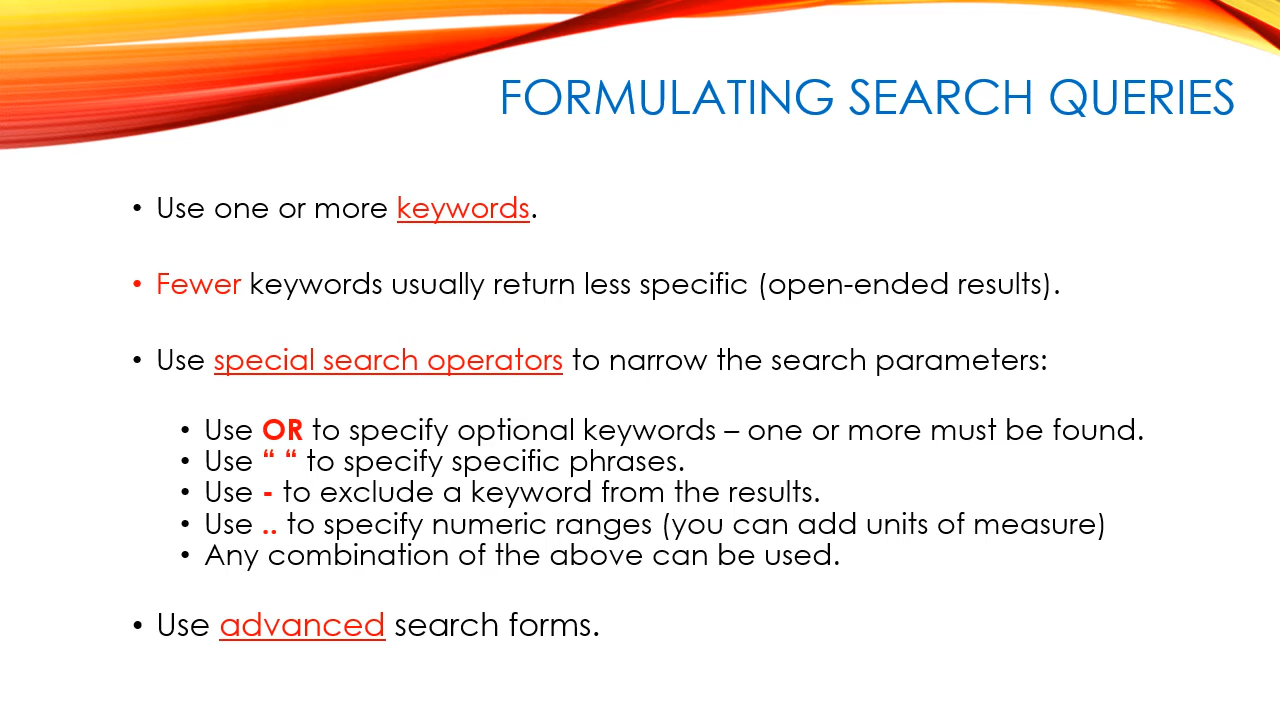 FORMULATING SEARCH QUERIES
• Use one or more keywords.
• Fewer keywords usually return less specific (open-ended results).
• Use special search operators to narrow the search parameters:
• Use OR to specify optional keywords – one or more must be found.
• Use “ “ to specify specific phrases.
• Use - to exclude a keyword from the results.
• Use .. to specify numeric ranges (you can add units of measure)
• Any combination of the above can be used.
• Use advanced search forms.